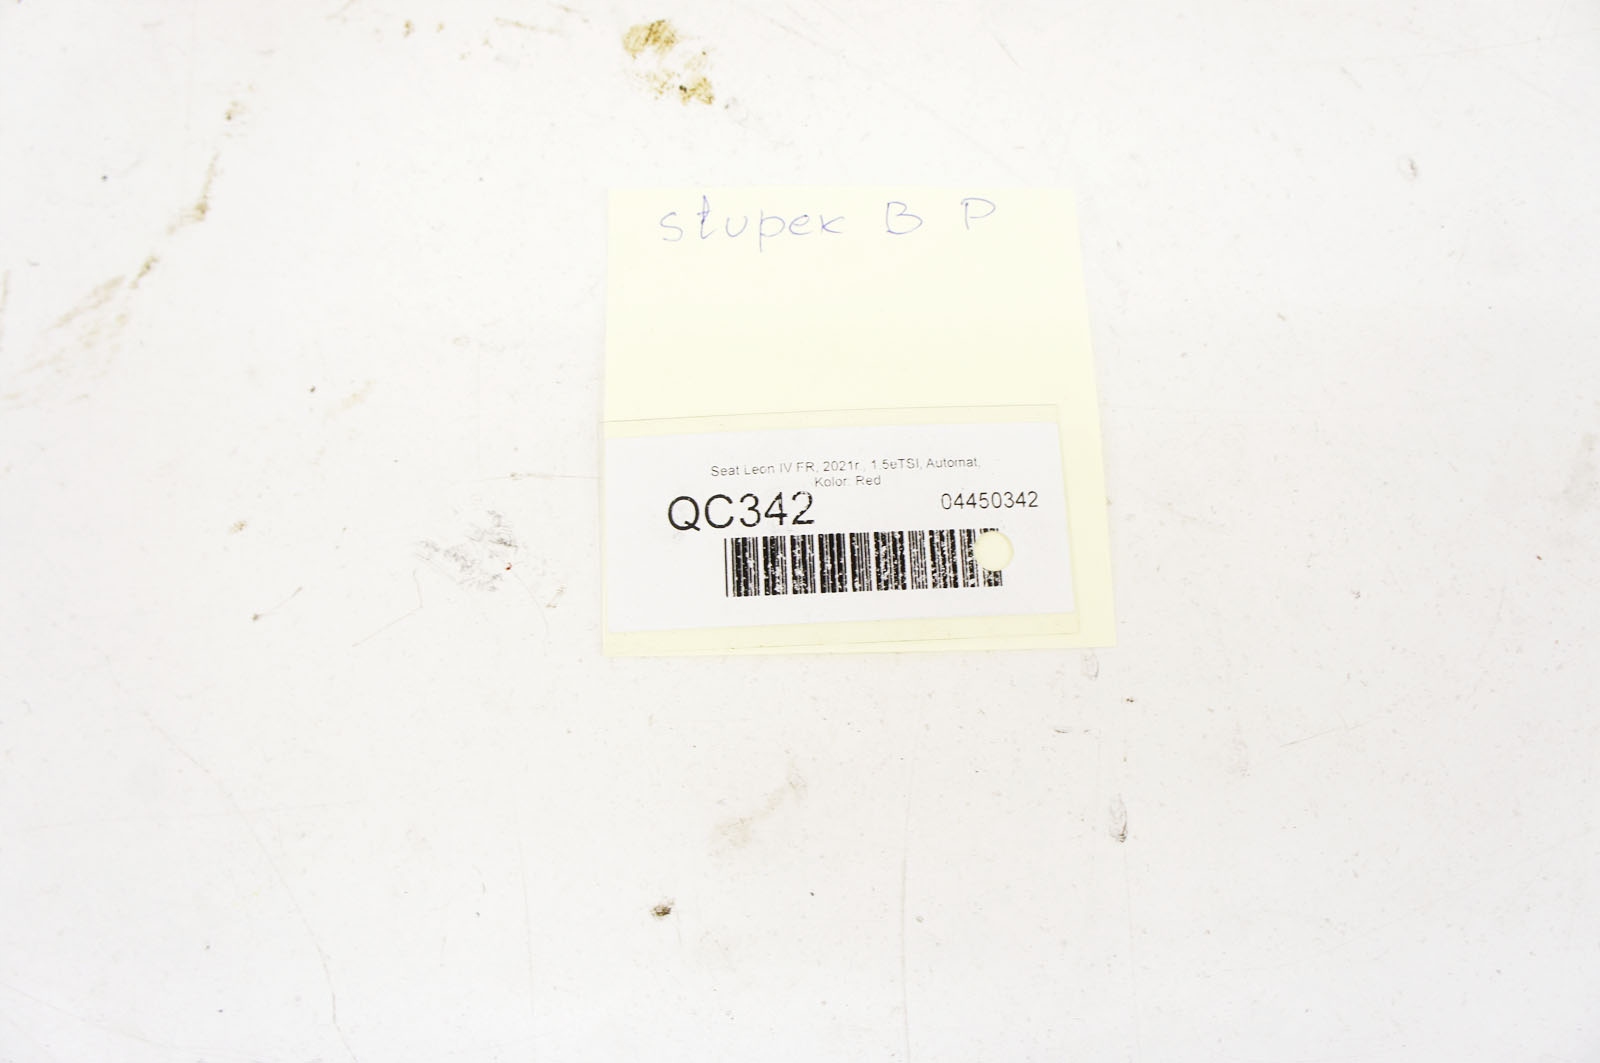 słupek B P
Seat Leon IV FR, 2021r., 1.5eTSI, Automat,
Kolor: Red
QC342 04450342